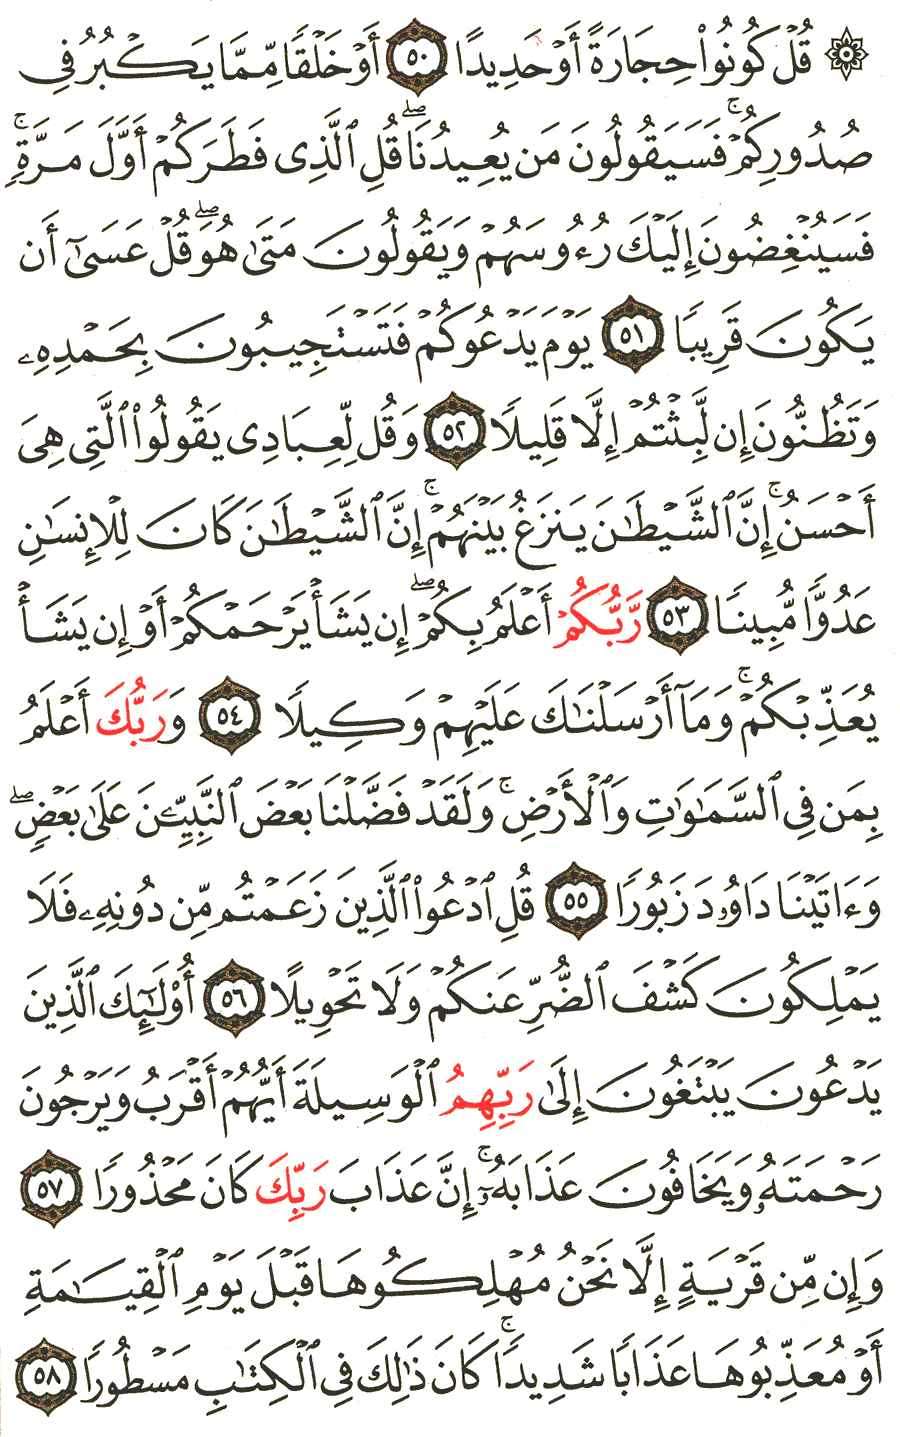 ۞ قُلۡ كُونُواْ حِجَارَةً أَوۡ حَدِيدًا ٥٠ أَوۡ خَلۡقٗا مِّمَّا يَكۡبُرُ فِي
صُدُورِكُمۡۚ فَسَيَقُولُونَ مَن يُعِيدُنَاۖ قُلِ ٱلَّذِي فَطَرَكُمۡ أَوَّلَ مَرَّةٖۚ
فَسَيُنۡغِضُونَ إِلَيۡكَ رُءُوسَهُمۡ وَيَقُولُونَ مَتَىٰ هُوَۖ قُلۡ عَسَىٰٓ أَن
يَكُونَ قَرِيبٗا ٥١ يَوۡمَ يَدۡعُوكُمۡ فَتَسۡتَجِيبُونَ بِحَمۡدِهِۦ
وَتَظُنُّونَ إِن لَّبِثۡتُمۡ إِلَّا قَلِيلٗا ٥٢ وَقُل لِّعِبَادِي يَقُولُواْ ٱلَّتِي هِيَ
أَحۡسَنُۚ إِنَّ ٱلشَّيۡطَٰنَ يَنزَغُ بَيۡنَهُمۡۚ إِنَّ ٱلشَّيۡطَٰنَ كَانَ لِلۡإِنسَٰنِ
عَدُوّٗا مُّبِينٗا ٥٣ رَّبُّكُمۡ أَعۡلَمُ بِكُمۡۖ إِن يَشَأۡ يَرۡحَمۡكُمۡ أَوۡ إِن يَشَأۡ
يُعَذِّبۡكُمۡۚ وَمَآ أَرۡسَلۡنَٰكَ عَلَيۡهِمۡ وَكِيلٗا ٥٤ وَرَبُّكَ أَعۡلَمُ
بِمَن فِي ٱلسَّمَٰوَٰتِ وَٱلۡأَرۡضِۚ وَلَقَدۡ فَضَّلۡنَا بَعۡضَ ٱلنَّبِيِّـۧنَ عَلَىٰ بَعۡضٖۖ
وَءَاتَيۡنَا دَاوُۥدَ زَبُورٗا ٥٥ قُلِ ٱدۡعُواْ ٱلَّذِينَ زَعَمۡتُم مِّن دُونِهِۦ فَلَا
يَمۡلِكُونَ كَشۡفَ ٱلضُّرِّ عَنكُمۡ وَلَا تَحۡوِيلًا ٥٦ أُوْلَٰٓئِكَ ٱلَّذِينَ
يَدۡعُونَ يَبۡتَغُونَ إِلَىٰ رَبِّهِمُ ٱلۡوَسِيلَةَ أَيُّهُمۡ أَقۡرَبُ وَيَرۡجُونَ
رَحۡمَتَهُۥ وَيَخَافُونَ عَذَابَهُۥٓۚ إِنَّ عَذَابَ رَبِّكَ كَانَ مَحۡذُورٗا ٥٧
وَإِن مِّن قَرۡيَةٍ إِلَّا نَحۡنُ مُهۡلِكُوهَا قَبۡلَ يَوۡمِ ٱلۡقِيَٰمَةِ
أَوۡ مُعَذِّبُوهَا عَذَابٗا شَدِيدٗاۚ كَانَ ذَٰلِكَ فِي ٱلۡكِتَٰبِ مَسۡطُورٗا ٥٨